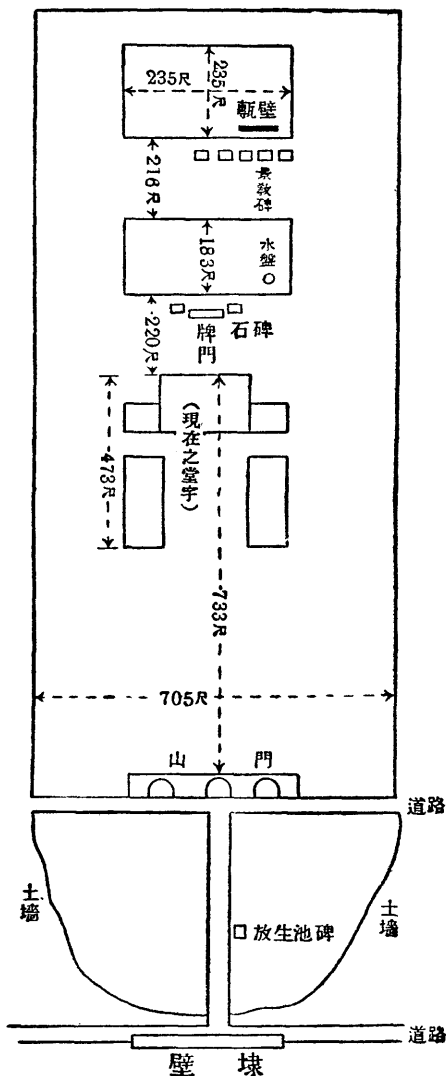 235尺
235尺
甎壁
景教碑
216尺
183尺
水盤
220尺
石碑
牌門
(現在之堂宇)
473尺
733尺
705尺
山門
道路
土墻
土墻
放生池碑
道路
壁埭